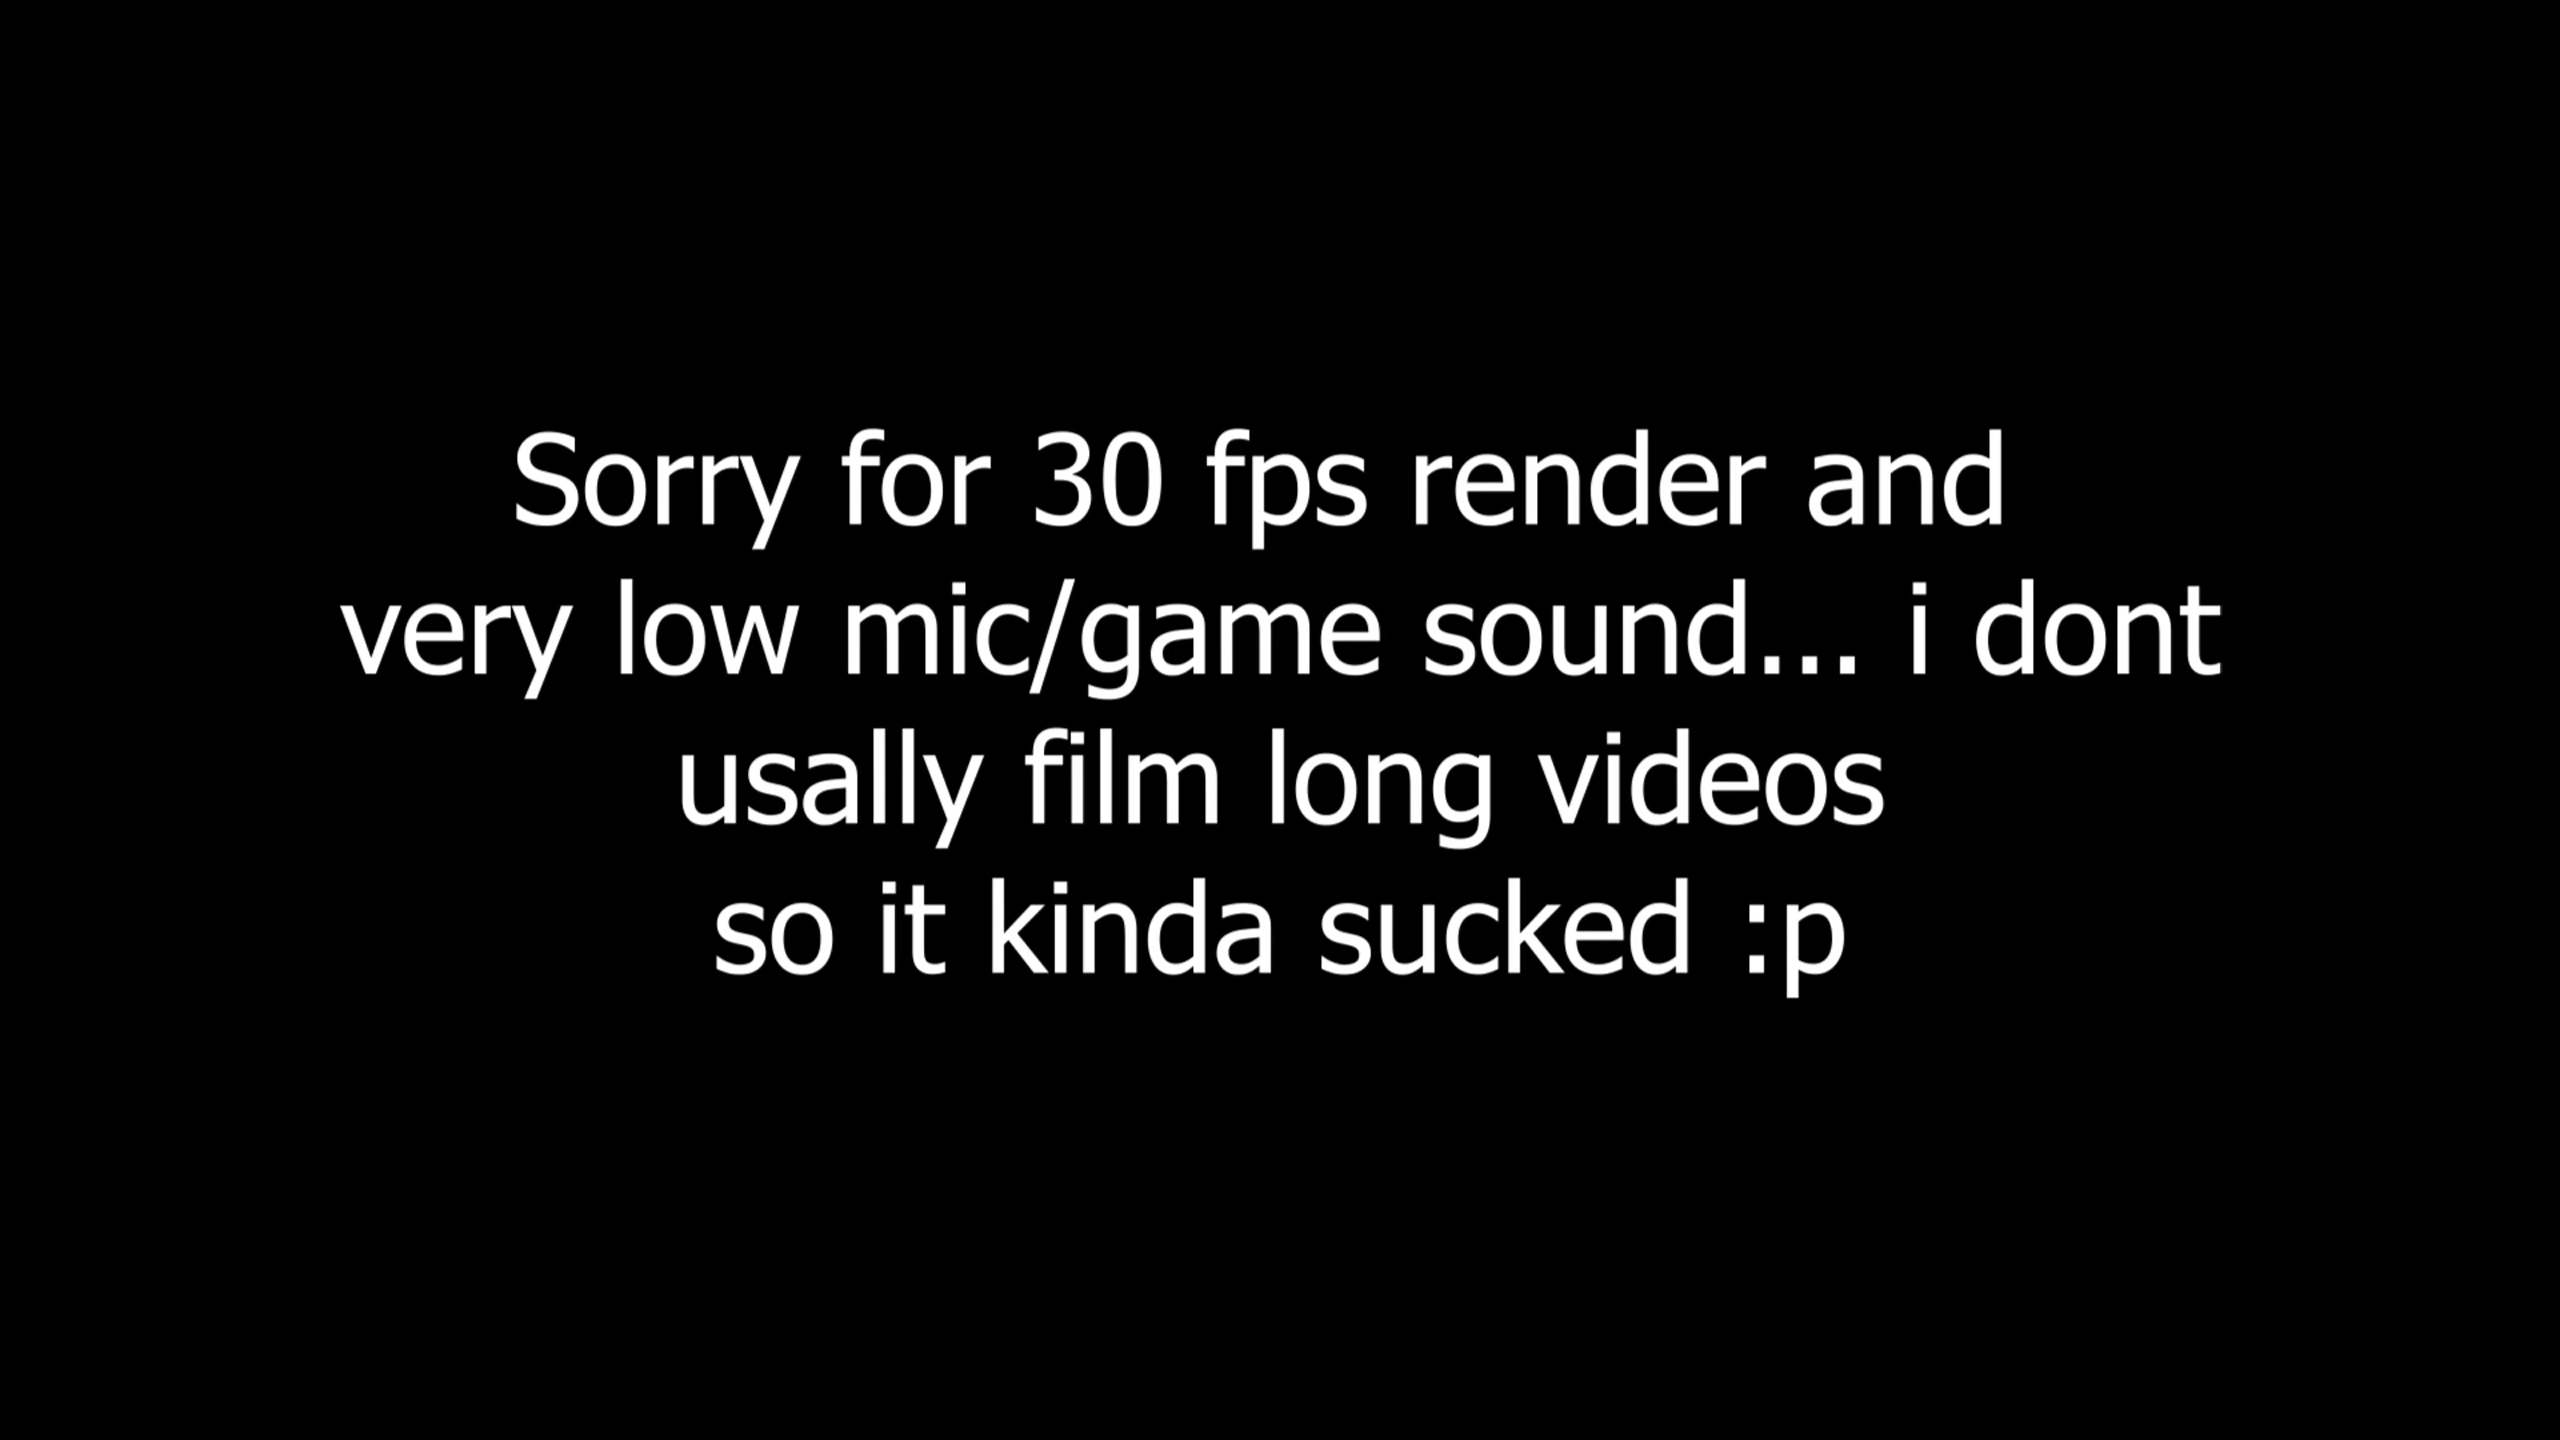 Sorry for 30 fps render and
very low mic/game sound... i dont
usally film long videos
so it kinda sucked :p